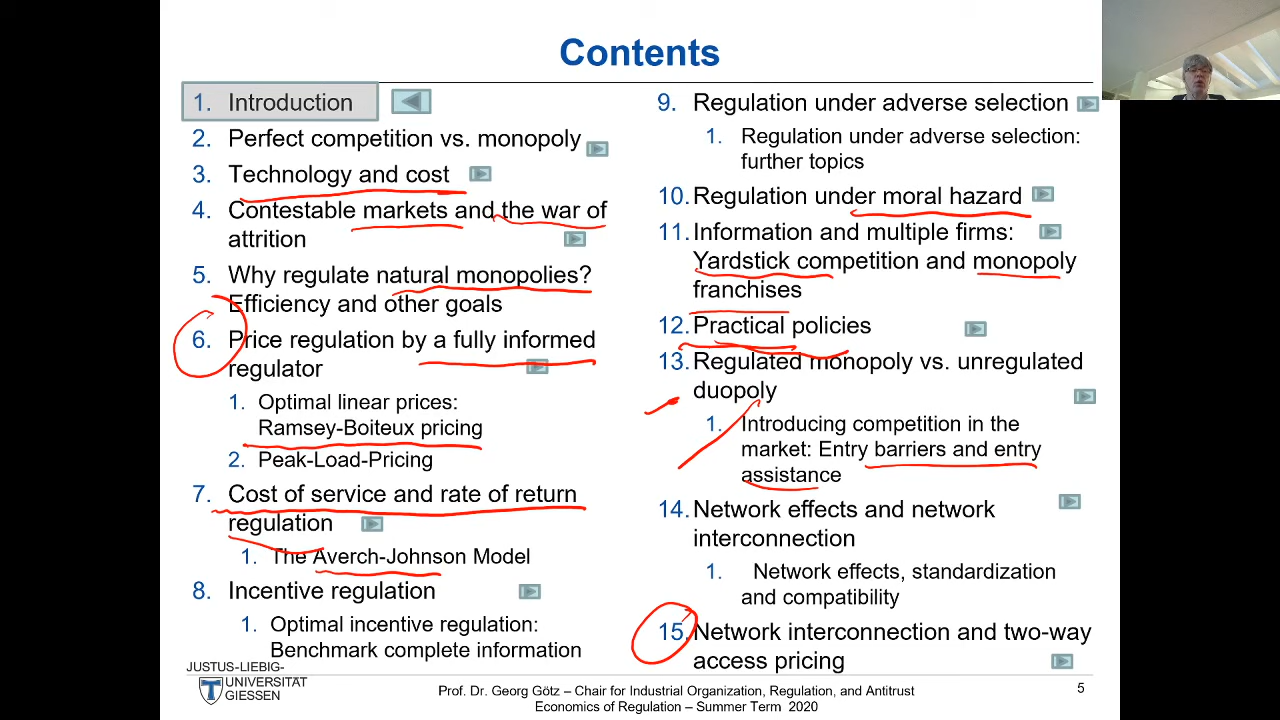 Contents
1. Introduction
2. Perfect competition vs. monopoly
3. Technology and cost
4. Contestable markets and the war of
attrition
5. Why regulate natural monopolies?
Efficiency and other goals
6. Price regulation by a fully informed
regulator
1. Optimal linear prices:
Ramsey-Boiteux pricing
2. Peak-Load-Pricing
7. Cost of service and rate of return
regulation
1. The Averch-Johnson Model
8. Incentive regulation
1. Optimal incentive regulation:
Benchmark complete information
9. Regulation under adverse selection
1. Regulation under adverse selection:
further topics
10. Regulation under moral hazard
11. Information and multiple firms:
Yardstick competition and monopoly
franchises
12. Practical policies
13. Regulated monopoly vs. unregulated
duopoly
1. Introducing competition in the
market: Entry barriers and entry
assistance
14. Network effects and network
interconnection
1. Network effects, standardization
and compatibility
15. Network interconnection and two-way
access pricing
JUSTUS-LIEBIG-
UNIVERSITÄT
GIESSEN
Prof. Dr. Georg Götz – Chair for Industrial Organization, Regulation, and Antitrust
Economics of Regulation – Summer Term 2020
5